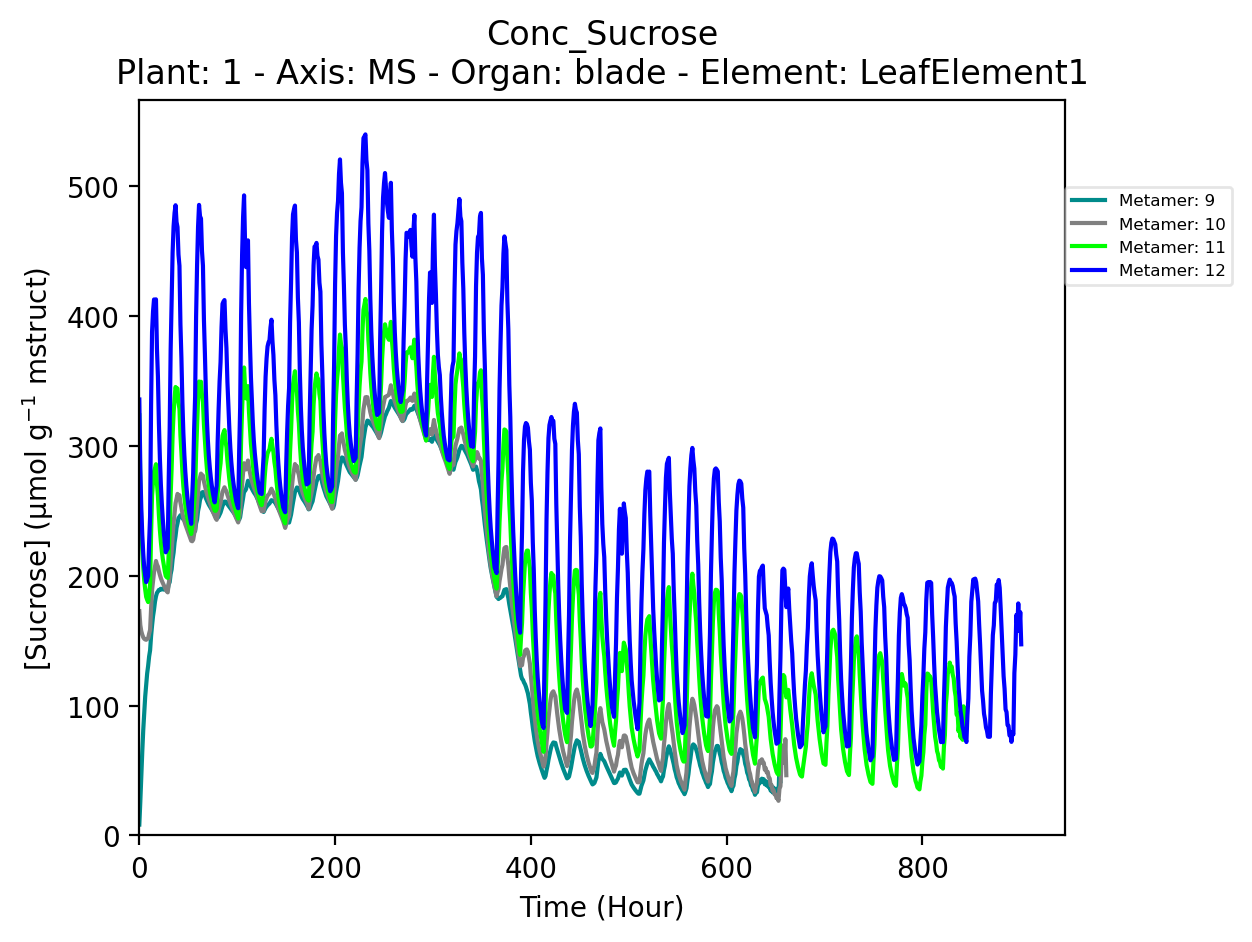 Conc_Sucrose
Plant: 1 - Axis: MS - Organ: blade - Element: LeafElement1
[Sucrose] (µmol g⁻¹ mstruct)
500
400
300
200
100
0
0 200 400 600 800
Time (Hour)
Metamer: 9
Metamer: 10
Metamer: 11
Metamer: 12